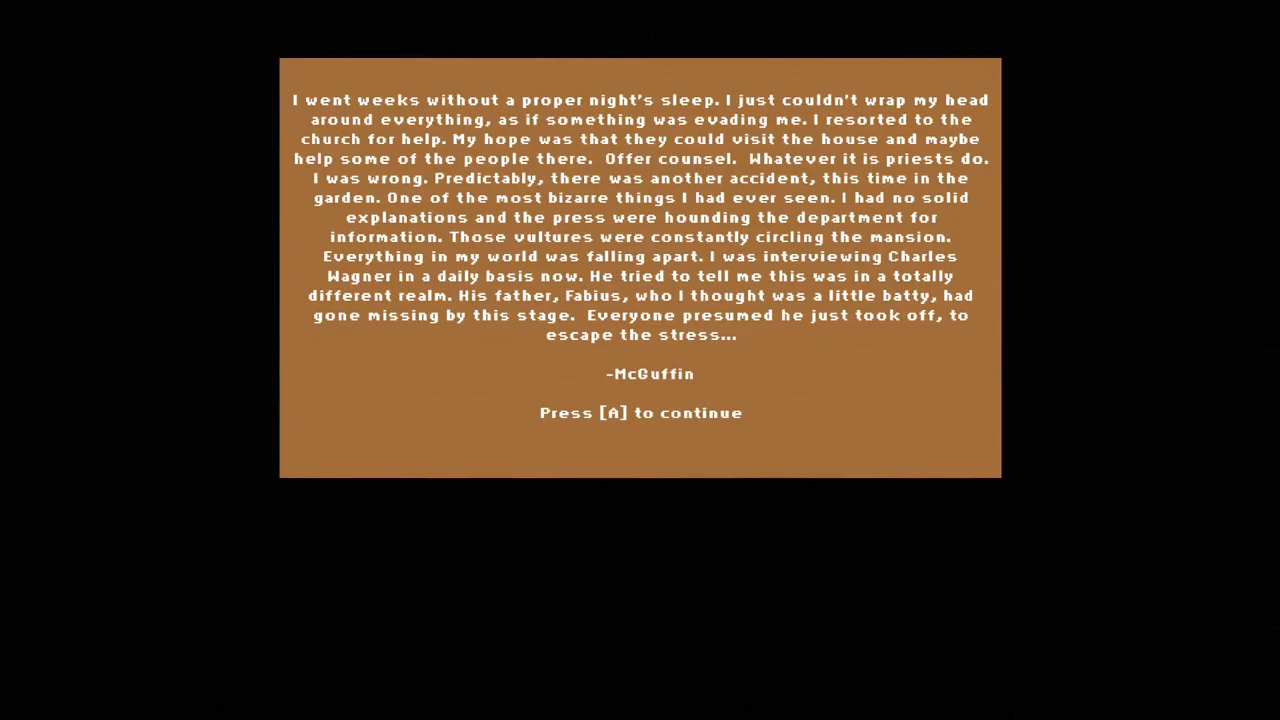 I went weeks without a proper night's sleep. I just couldn't wrap my head
around everything, as if something was evading me. I resorted to the
church for help. My hope was that they could visit the house and maybe
help some of the people there.  Offer counsel.  Whatever it is priests do.
I was wrong. Predictably, there was another accident, this time in the
garden. One of the most bizarre things I had ever seen. I had no solid
explanations and the press were hounding the department for
information. Those vultures were constantly circling the mansion.
Everything in my world was falling apart. I was interviewing Charles
Wagner in a daily basis now. He tried to tell me this was in a totally
different realm. His father, Fabius, who I thought was a little batty, had
gone missing by this stage.  Everyone presumed he just took off, to
escape the stress...
-McGuffin
Press [A] to continue